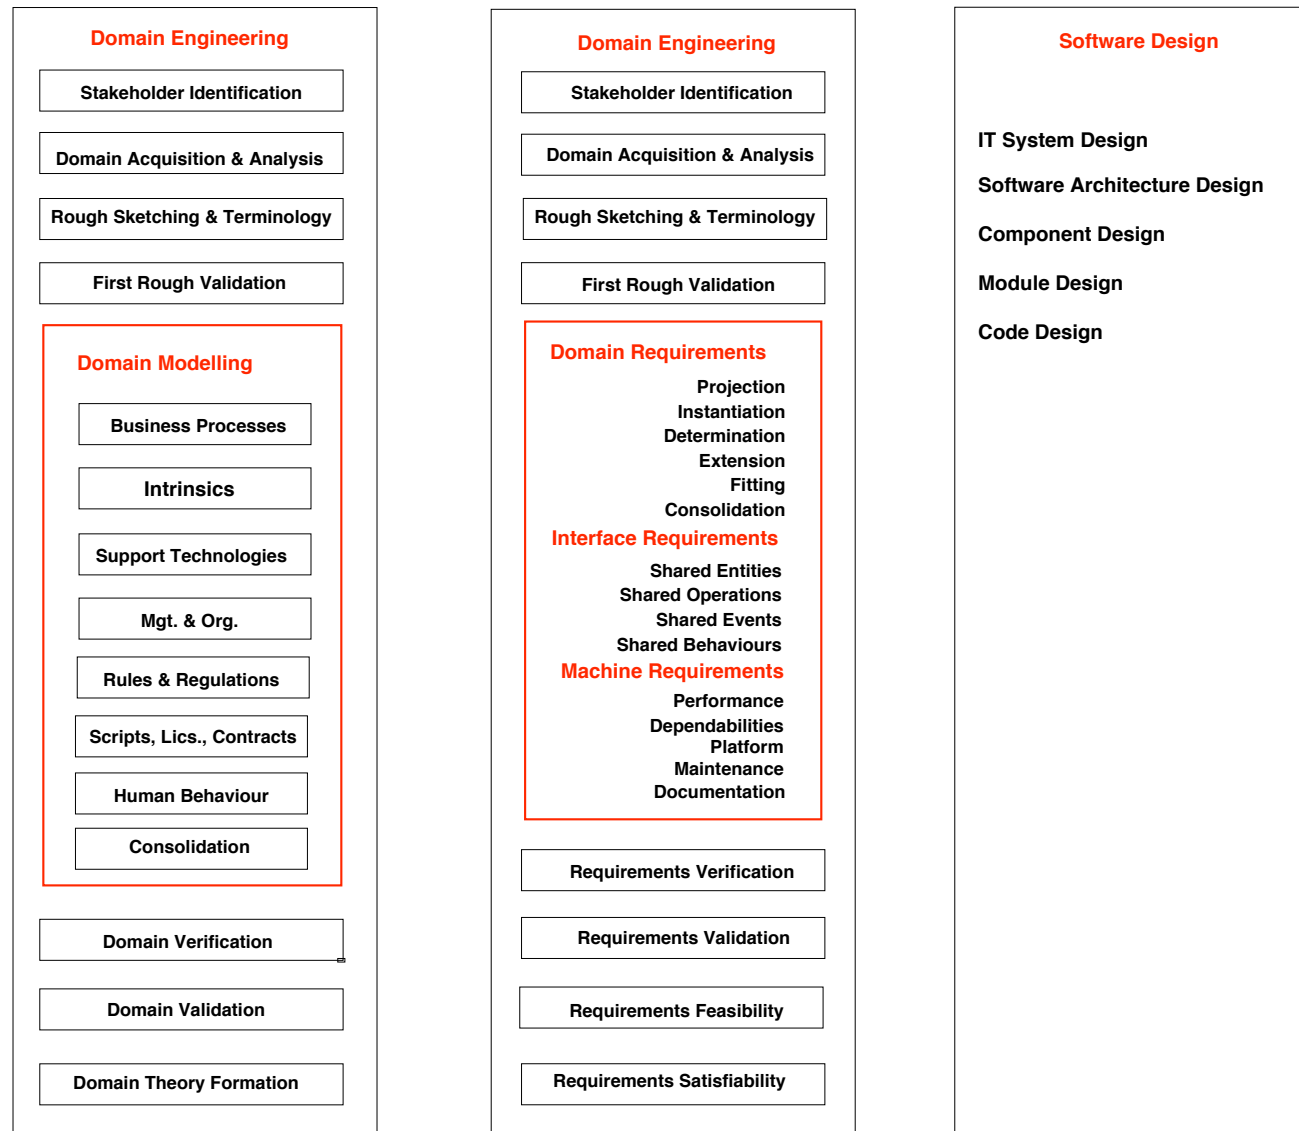 Domain Engineering
Stakeholder Identification
Domain Acquisition & Analysis
Rough Sketching & Terminology
First Rough Validation
Domain Modelling
Business Processes
Intrinsics
Support Technologies
Mgt. & Org.
Rules & Regulations
Scripts, Lics., Contracts
Human Behaviour
Consolidation
Domain Verification
Domain Validation
Domain Theory Formation
Domain Engineering
Stakeholder Identification
Domain Acquisition & Analysis
Rough Sketching & Terminology
First Rough Validation
Domain Requirements
Projection
Instantiation
Determination
Extension
Fitting
Consolidation
Interface Requirements
Shared Entities
Shared Operations
Shared Events
Shared Behaviours
Machine Requirements
Performance
Dependabilities
Platform
Maintenance
Documentation
Requirements Verification
Requirements Validation
Requirements Feasibility
Requirements Satisfiability
Software Design
IT System Design
Software Architecture Design
Component Design
Module Design
Code Design